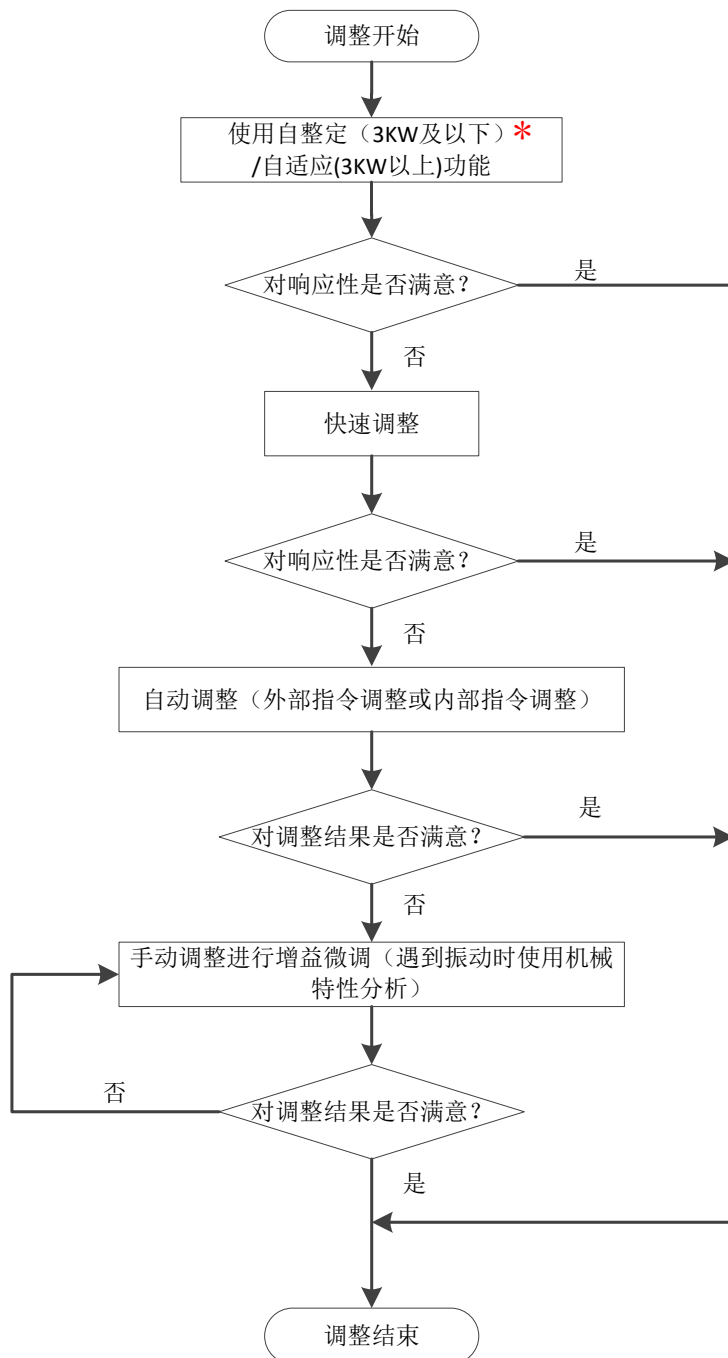 调整开始
使用自整定（3KW及以下）*
/自适应(3KW以上)功能
对响应性是否满意？
是
否
快速调整
对响应性是否满意？
是
否
自动调整（外部指令调整或内部指令调整）
对调整结果是否满意？
是
否
手动调整进行增益微调（遇到振动时使用机械
特性分析）
否
对调整结果是否满意？
是
调整结束